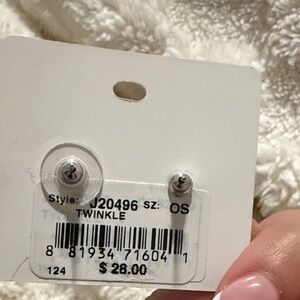 Style: J20496 SZ: OS
TWINKLE
8 81934 71604 1
124 $ 28.00